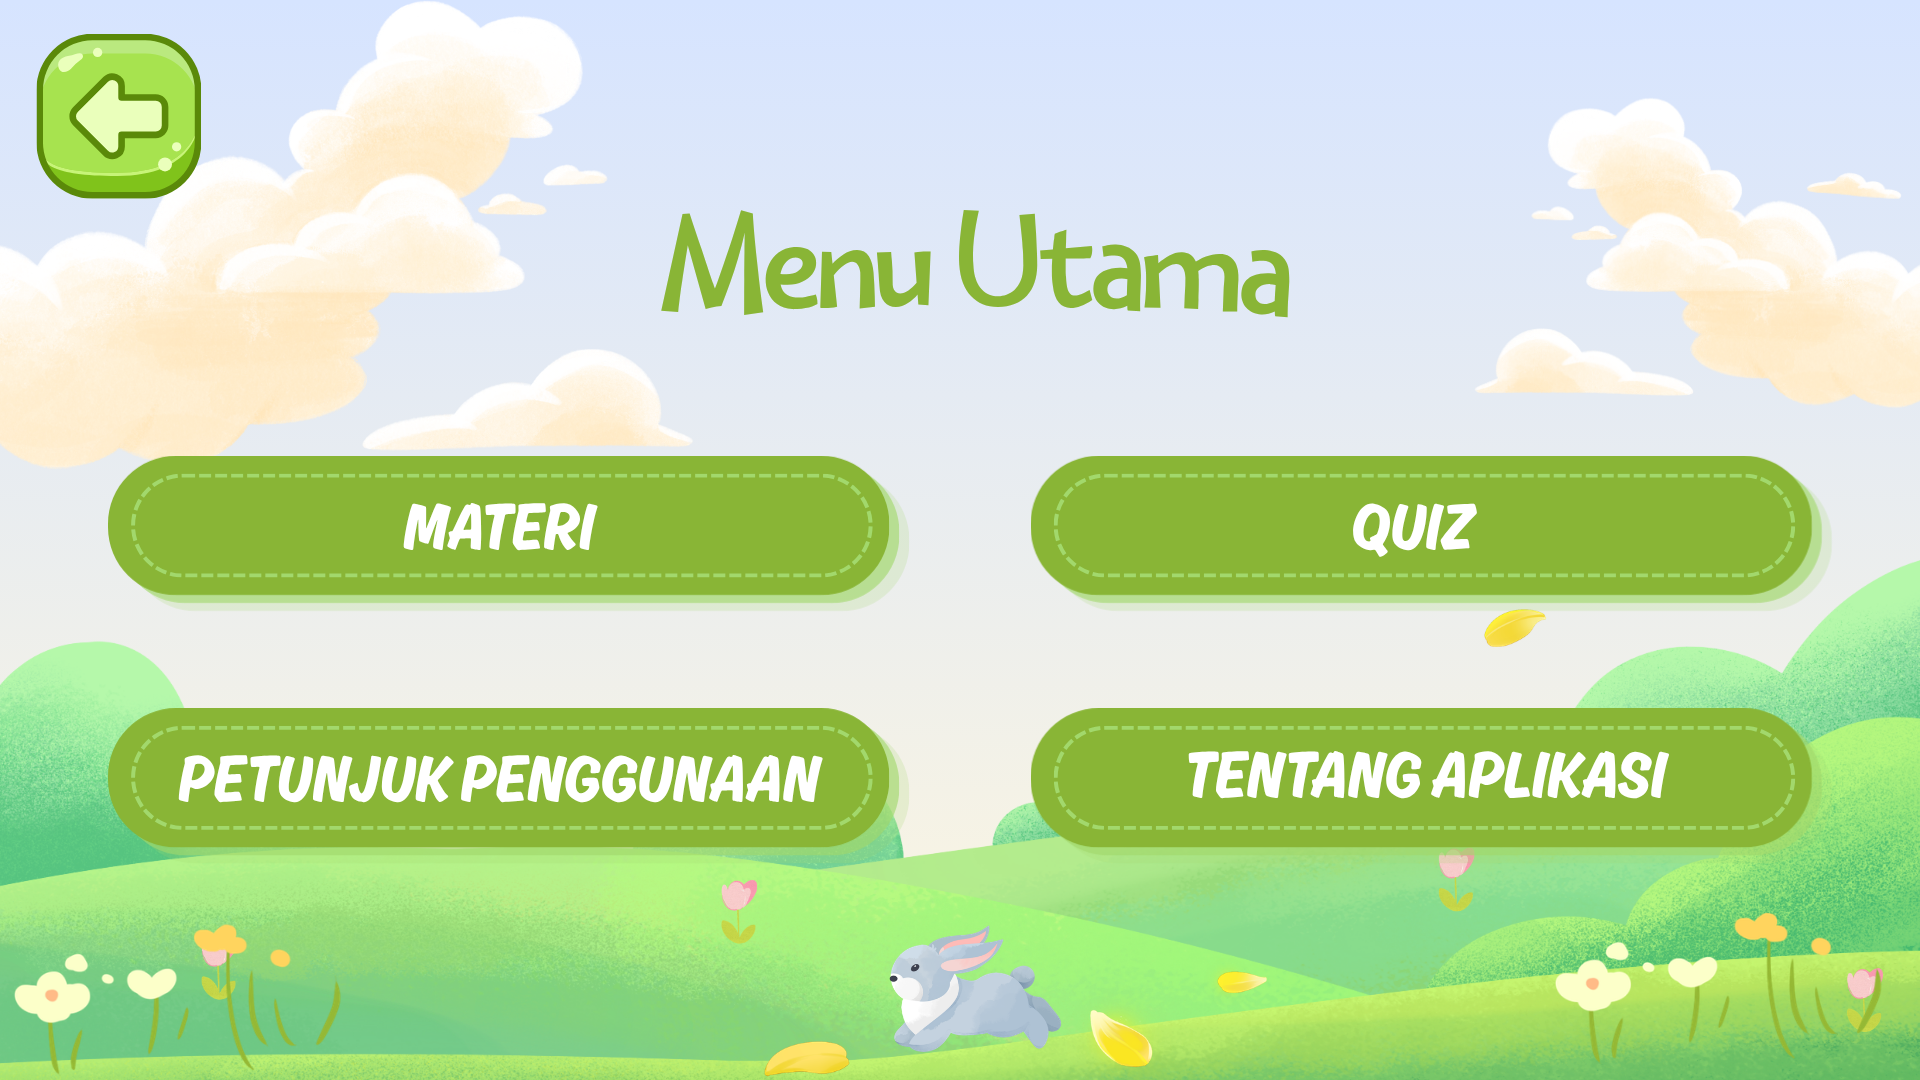 Menu Utama
MATERI
QUIZ
PETUNJUK PENGGUNAAN
TENTANG APLIKASI